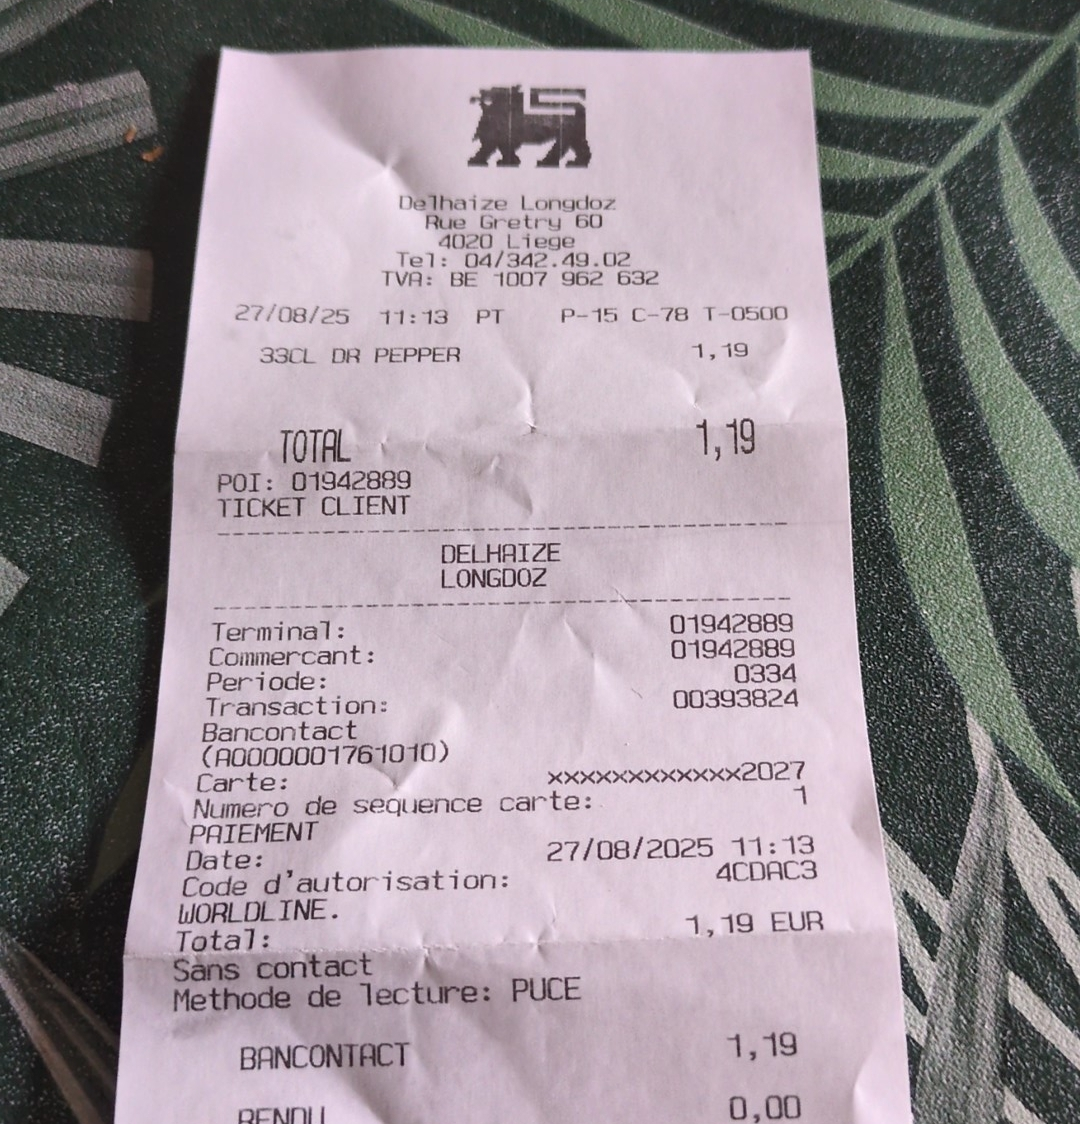 Delhaize Longdoz
Rue Gretry 60
4020 Liege
Tel: 04/342.49.02
TVA: BE 1007 962 632
27/08/25 11:13 PT P-15 C-78 T-0500
33CL DR PEPPER 1,19
TOTAL 1,19
POI: 01942889
TICKET CLIENT
DELHAIZE
LONGDOZ
Terminal: 01942889
Commercant: 01942889
Periode: 0334
Transaction: 00393824
Bancontact
(A0000001761010)
Carte: xxxxxxxxxxxxx2027
Numero de sequence carte: 1
PAIEMENT
Date: 27/08/2025 11:13
Code d'autorisation: 4CDAC3
WORLDLINE.
Total: 1,19 EUR
Sans contact
Methode de lecture: PUCE
BANCONTACT 1,19
RENDU 0,00